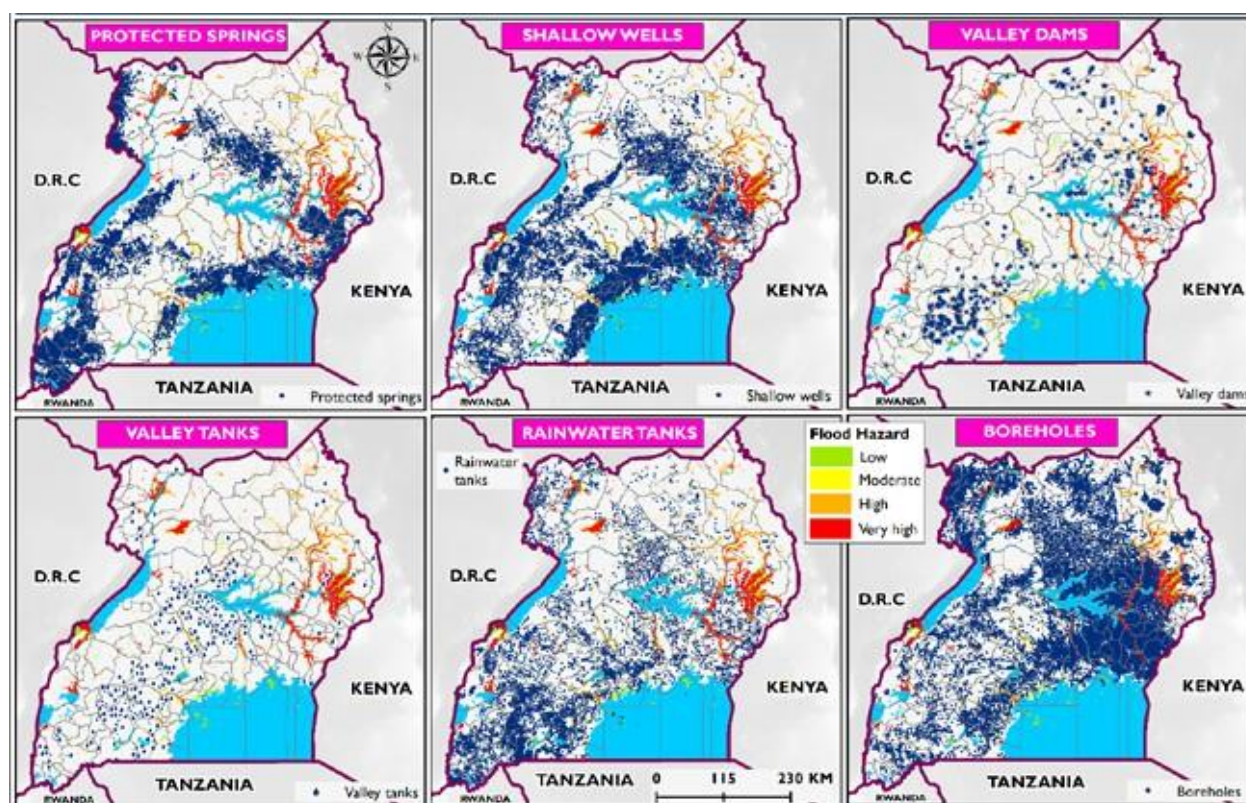 PROTECTED SPRINGS
N
W
E
S
D.R.C
KENYA
TANZANIA
RWANDA
Protected springs
SHALLOW WELLS
D.R.C
KENYA
TANZANIA
RWANDA
Shallow wells
VALLEY DAMS
D.R.C
KENYA
TANZANIA
RWANDA
Valley dams
VALLEY TANKS
D.R.C
KENYA
TANZANIA
RWANDA
Valley tanks
RAINWATER TANKS
Rainwater
tanks
D.R.C
KENYA
TANZANIA
RWANDA
0 115 230 KM
Flood Hazard
Low
Moderate
High
Very high
BOREHOLES
D.R.C
KENYA
TANZANIA
RWANDA
Boreholes